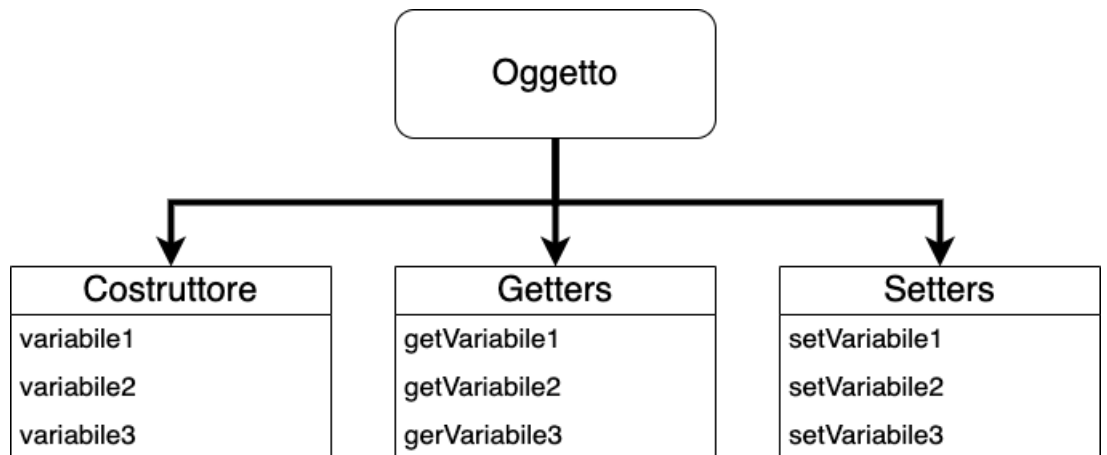 Oggetto
Costruttore
variabile1
variabile2
variabile3
Getters
getVariabile1
getVariabile2
gerVariabile3
Setters
setVariabile1
setVariabile2
setVariabile3